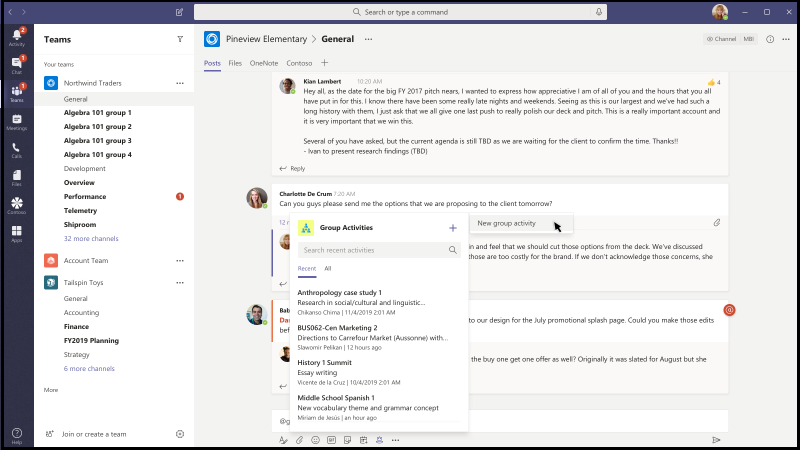 Search or type a command
Activity
Chat
Teams
Meetings
Calls
Files
Contoso
Apps
Help
2
1
1
Teams
Your teams
Northwind Traders
General
Algebra 101 group 1
Algebra 101 group 2
Algebra 101 group 3
Algebra 101 group 4
Development
Overview
Performance
1
Telemetry
Shiproom
32 more channels
Account Team
Tailspin Toys
General
Accounting
Finance
FY2019 Planning
Strategy
6 more channels
More
Join or create a team
Pineview Elementary > General
Channel MBI
Posts Files OneNote Contoso
Kian Lambert 10:20 AM
4
Hey all, as the date for the big FY 2017 pitch nears, I wanted to express how appreciative I am of all of you and the hours that you all
have put in for this. I know there have been some really late nights and weekends. Seeing as this is our largest and we've had such a
long history with them, I just ask that we all give one last push to really polish our deck and pitch. This is a really important account and
it is very important that we win this.
Several of you have asked, but the current agenda is still TBD as we are waiting for the client to confirm the time. Thanks!!
- Ivan to present research findings (TBD)
Reply
Charlotte De Crum 7:20 AM
Can you guys please send me the options that we are proposing to the client tomorrow?
12 r
New group activity
in and feel that we should cut those options from the deck. We've discussed
those are too costly for the brand. If we don't acknowledge those concerns, she
Bab
Dan
to our design for the July promotional splash page. Could you make those edits
bef
the buy one get one offer as well? Originally it was slated for August but she
@g
Group Activities
Search recent activities
Recent All
Anthropology case study 1
Research in social/cultural and linguistic...
Chikanso Chima | 11/4/2019 2:01 AM
BUS062-Cen Marketing 2
Directions to Carrefour Market (Aussonne) with...
Slawomir Pelikán | 12 hours ago
History 1 Summit
Essay writing
Vicente de la Cruz | 10/4/2019 2:01 AM
Middle School Spanish 1
New vocabulary theme and grammar concept
Miriam de Jesús | an hour ago